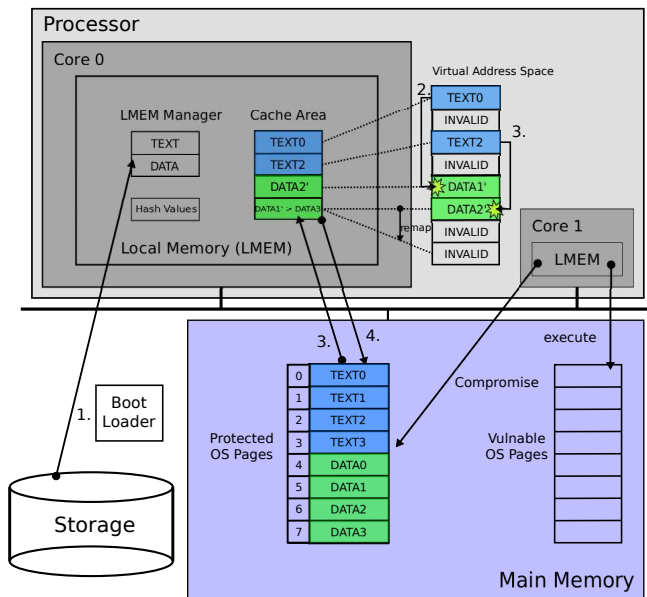 Processor
Core 0
LMEM Manager
TEXT
DATA
Hash Values
Cache Area
TEXT0
TEXT2
DATA2'
DATA1' > DATA3
Local Memory (LMEM)
Virtual Address Space
2.
TEXT0
INVALID
TEXT2
3.
INVALID
DATA1'
DATA2'
remap
INVALID
INVALID
Core 1
LMEM
3.
4.
execute
Compromise
1.
Boot
Loader
Storage
Protected
OS Pages
0 TEXT0
1 TEXT1
2 TEXT2
3 TEXT3
4 DATA0
5 DATA1
6 DATA2
7 DATA3
Vulnable
OS Pages
Main Memory